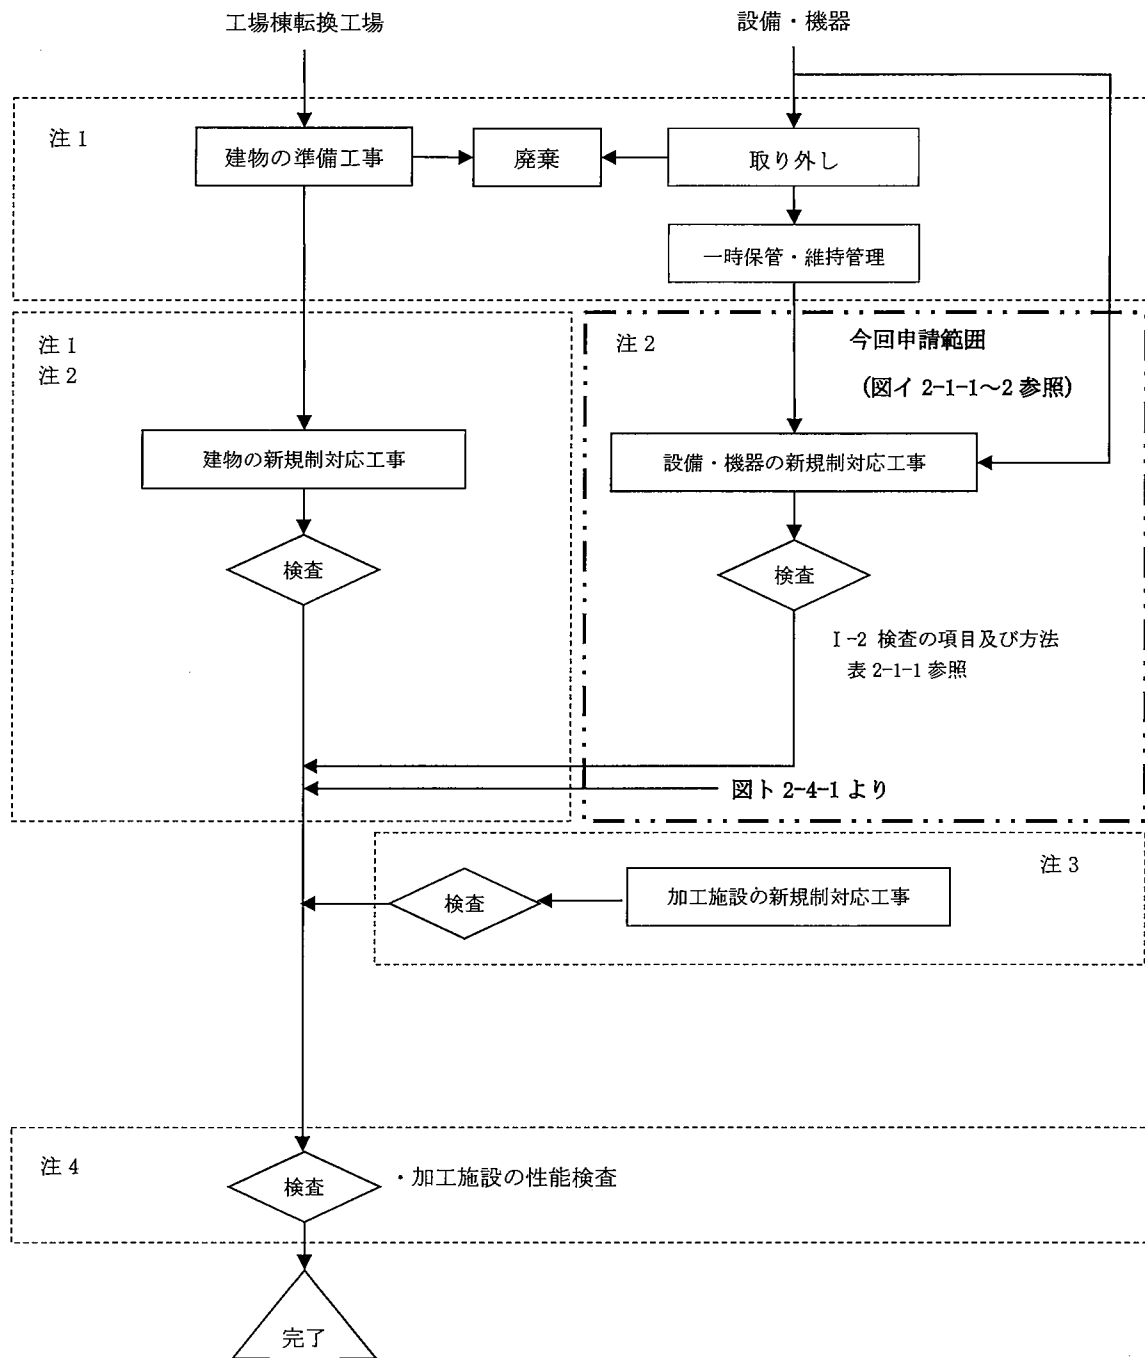 工場棟転換工場
設備・機器
注1
建物の準備工事
廃棄
取り外し
一時保管・維持管理
注1
注2
注2
今回申請範囲
(図イ 2-1-1～2 参照)
建物の新規制対応工事
設備・機器の新規制対応工事
検査
検査
Ⅰ-2 検査の項目及び方法
表 2-1-1 参照
図ト 2-4-1 より
注3
検査
加工施設の新規制対応工事
注4
検査
・加工施設の性能検査
完了